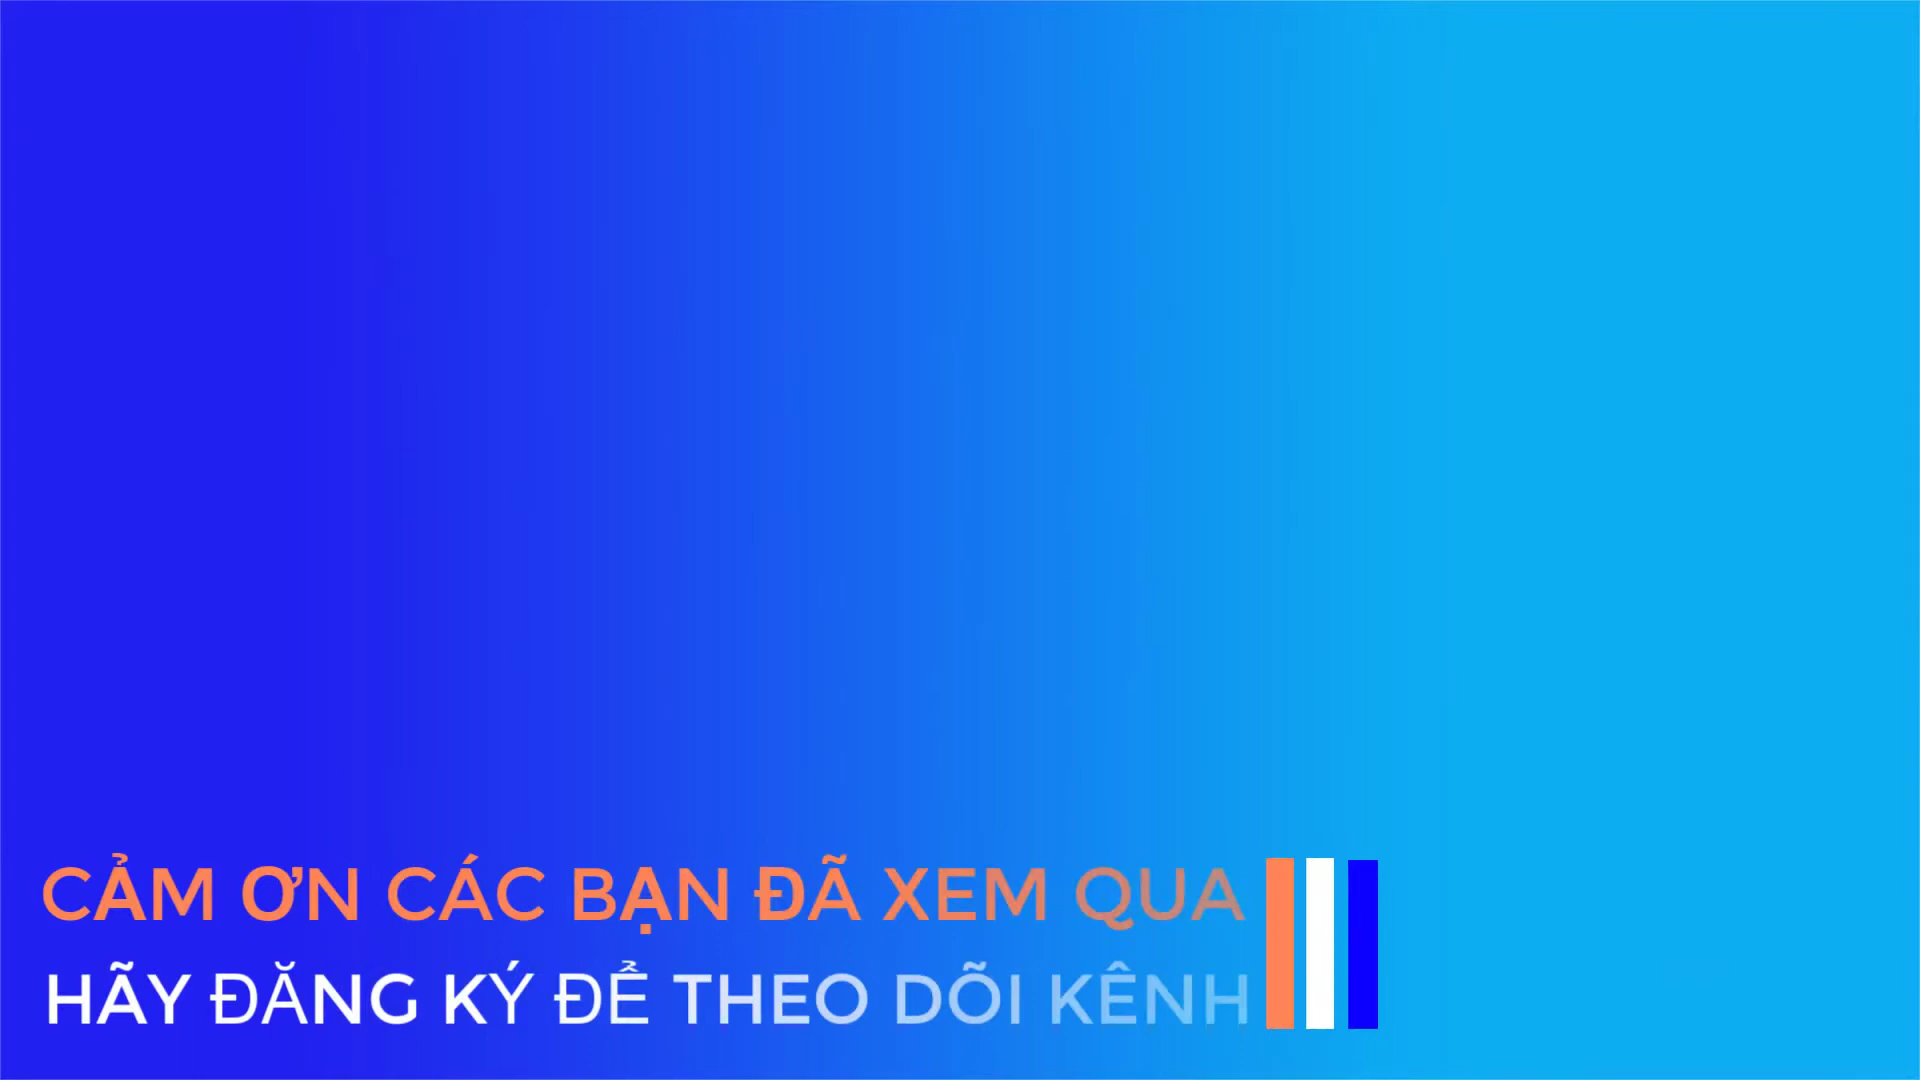 CẢM ƠN CÁC BẠN ĐÃ XEM QUA
HÃY ĐĂNG KÝ ĐỂ THEO DÕI KÊNH